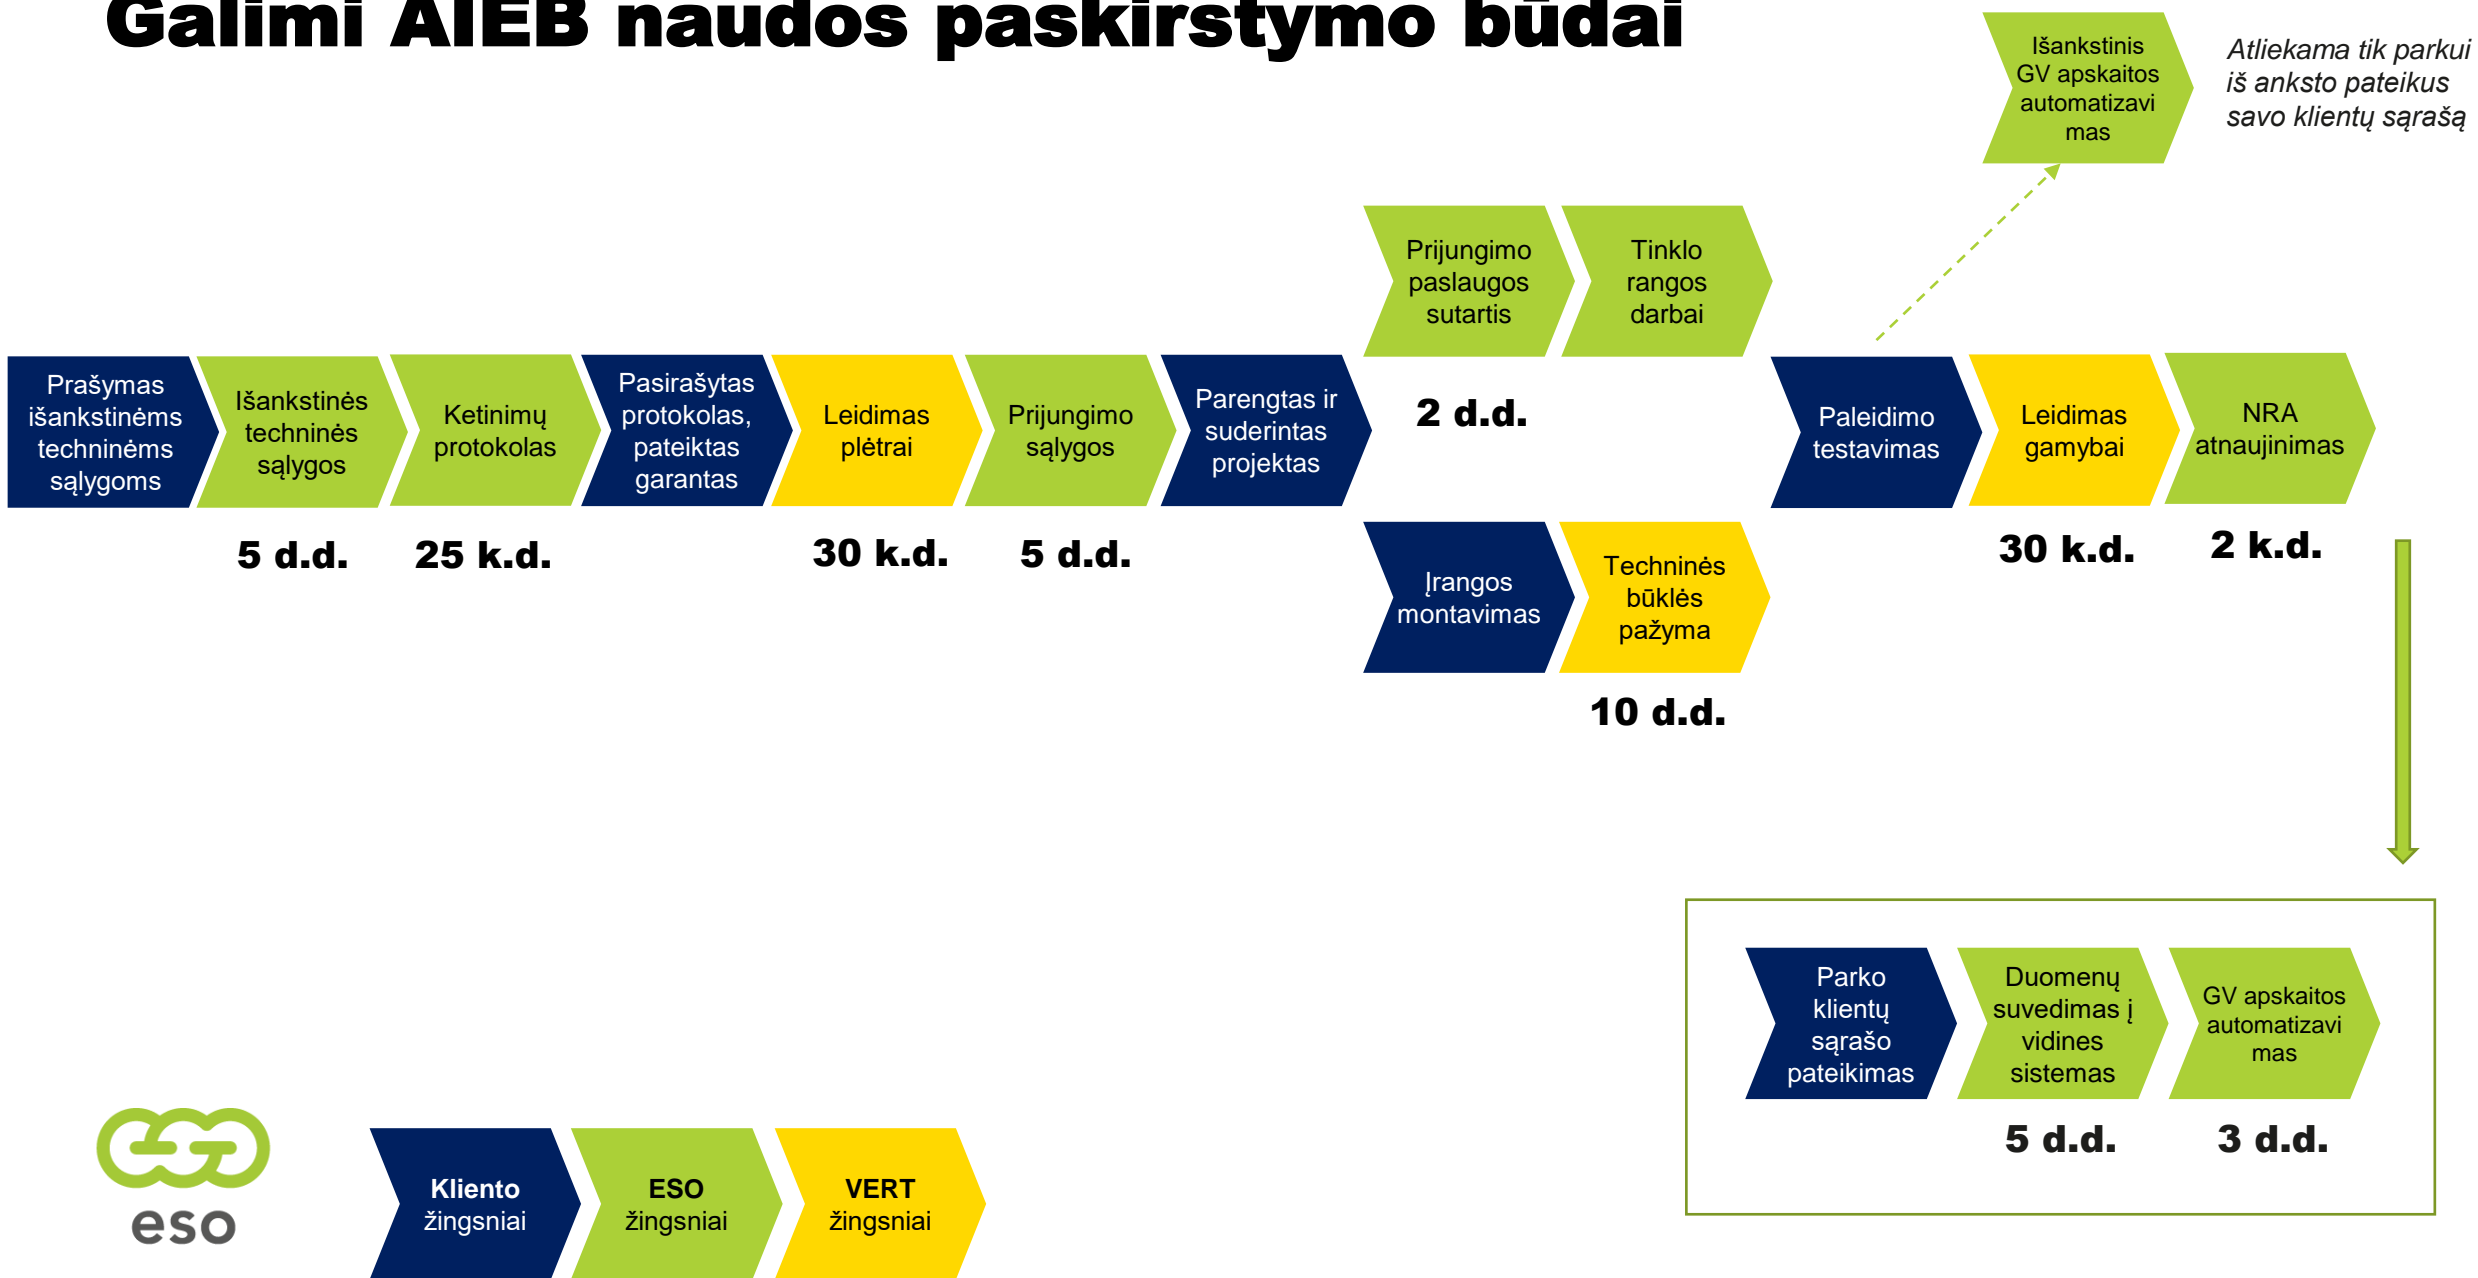 Galimi AIEB naudos paskirstymo būdai
Išankstinis
GV apskaitos
automatizavi
mas
Atliekama tik parkui
iš anksto pateikus
savo klientų sąrašą
Prijungimo
paslaugos
sutartis
Tinklo
rangos
darbai
2 d.d.
Prašymas
išankstinėms
techninėms
sąlygoms
Išankstinės
techninės
sąlygos
Ketinimų
protokolas
Pasirašytas
protokolas,
pateiktas
garantas
Leidimas
plėtrai
Prijungimo
sąlygos
Parengtas ir
suderintas
projektas
Paleidimo
testavimas
Leidimas
gamybai
NRA
atnaujinimas
5 d.d.
25 k.d.
30 k.d.
5 d.d.
30 k.d.
2 k.d.
Įrangos
montavimas
Techninės
būklės
pažyma
10 d.d.
Parko
klientų
sąrašo
pateikimas
Duomenų
suvedimas į
vidines
sistemas
GV apskaitos
automatizavi
mas
5 d.d.
3 d.d.
eso
Kliento
žingsniai
ESO
žingsniai
VERT
žingsniai